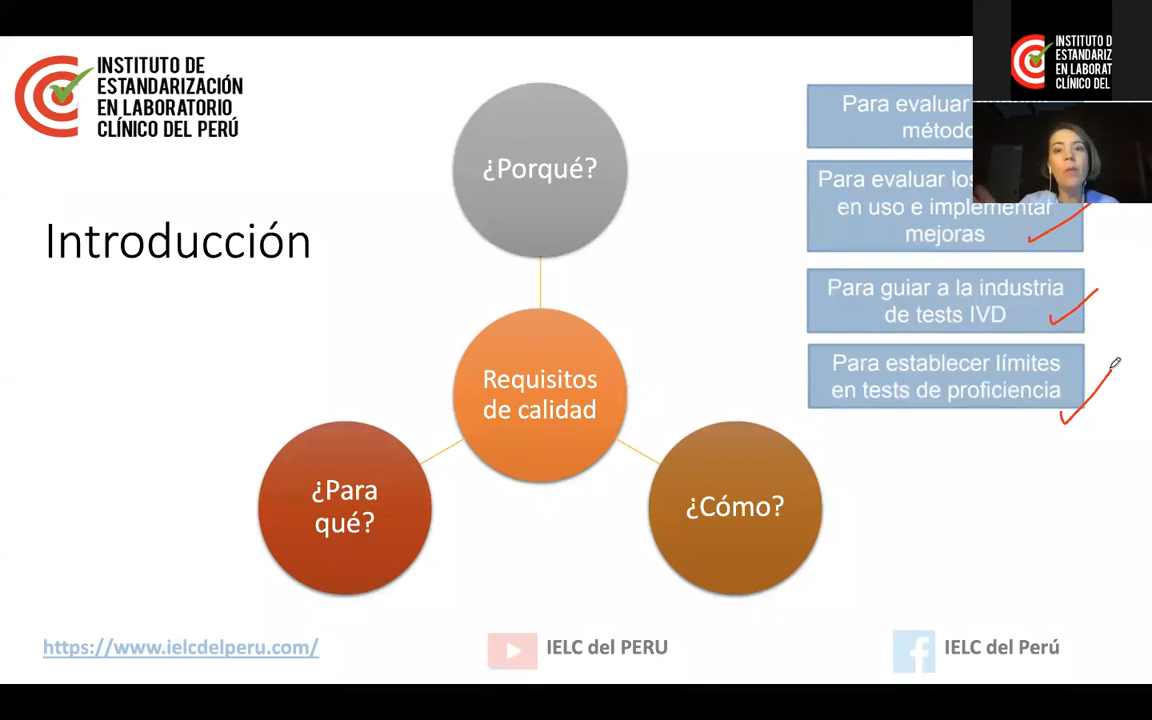 INSTITUTO DE
ESTANDARIZACIÓN
EN LABORATORIO
CLÍNICO DEL PERÚ
INSTITUTO D
ESTANDARIZ
EN LABORAT
CLÍNICO DEL
Introducción
¿Porqué?
Requisitos
de calidad
¿Para
qué?
¿Cómo?
Para evaluar
Para evaluar
en uso e implementar
mejoras
Para guiar a la industria
de tests IVD
Para establecer límites
en tests de proficiencia
https://www.ielcdelperu.com/
IELC del PERU
IELC del Perú